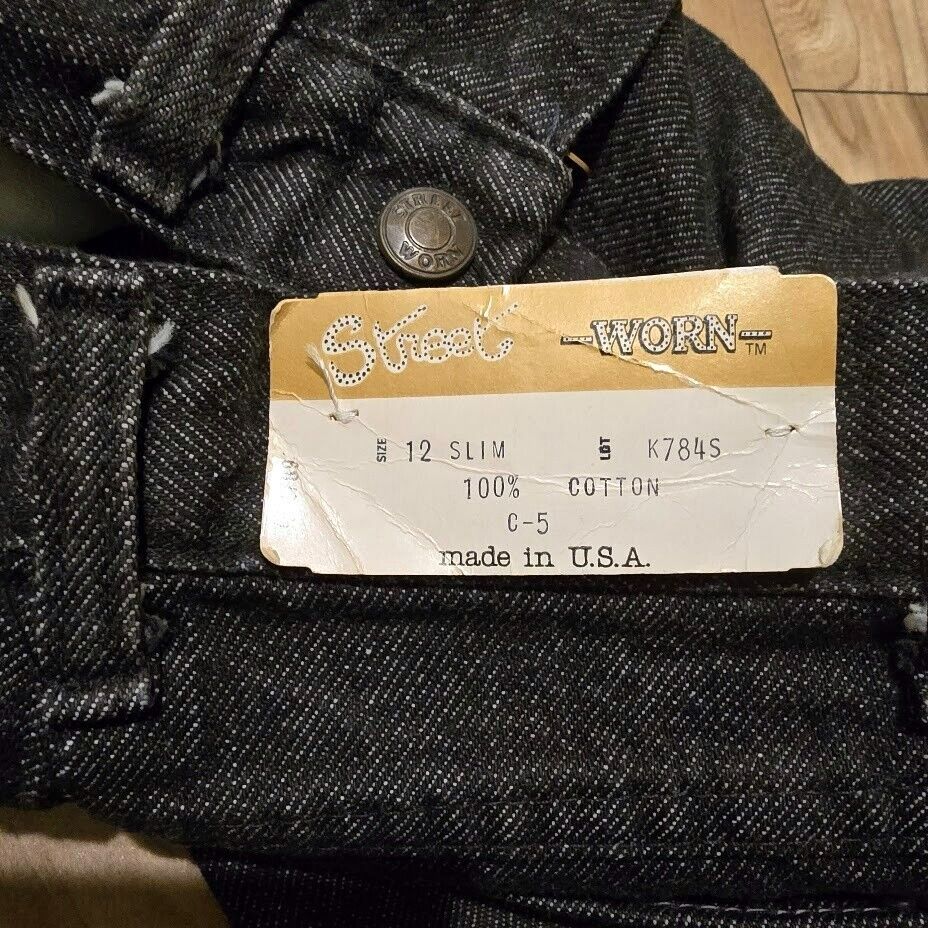 STREET
WORN
Street WORN TM
SIZE 12 SLIM LOT K784S
100% COTTON
C-5
made in U.S.A.